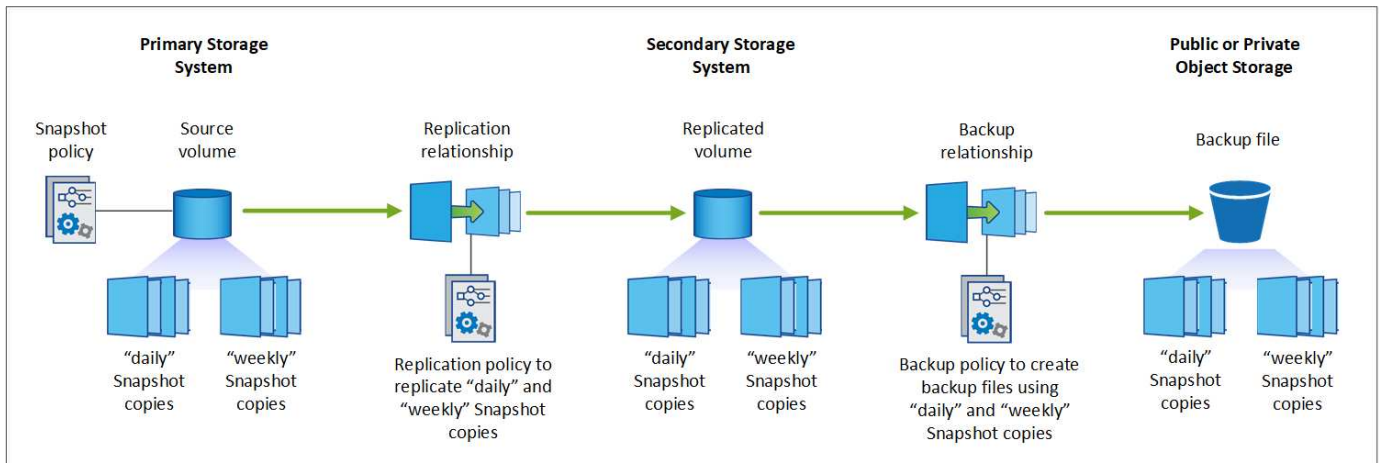 Primary Storage
System
Secondary Storage
System
Public or Private
Object Storage
Snapshot
policy
Source
volume
Replication
relationship
Replicated
volume
Backup
relationship
Backup file
“daily”
Snapshot
copies
“weekly”
Snapshot
copies
Replication policy to
replicate “daily” and
“weekly” Snapshot
copies
“daily”
Snapshot
copies
“weekly”
Snapshot
copies
Backup policy to create
backup files using
“daily” and “weekly”
Snapshot copies
“daily”
Snapshot
copies
“weekly”
Snapshot
copies